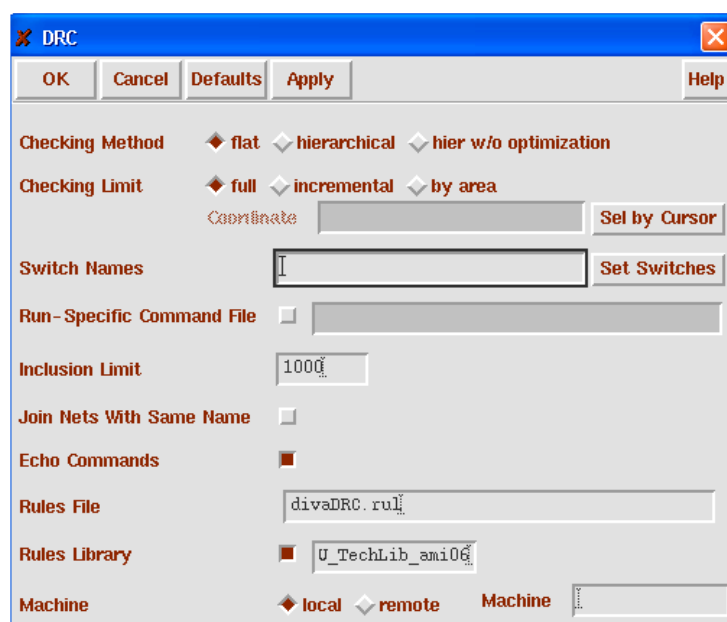 DRC
OK Cancel Defaults Apply Help
Checking Method flat hierarchical hier w/o optimization
Checking Limit full incremental by area
Coordinate Sel by Cursor
Switch Names Set Switches
Run-Specific Command File
Inclusion Limit 1000
Join Nets With Same Name
Echo Commands
Rules File divaDRC.rul
Rules Library U_TechLib_ami06
Machine local remote Machine